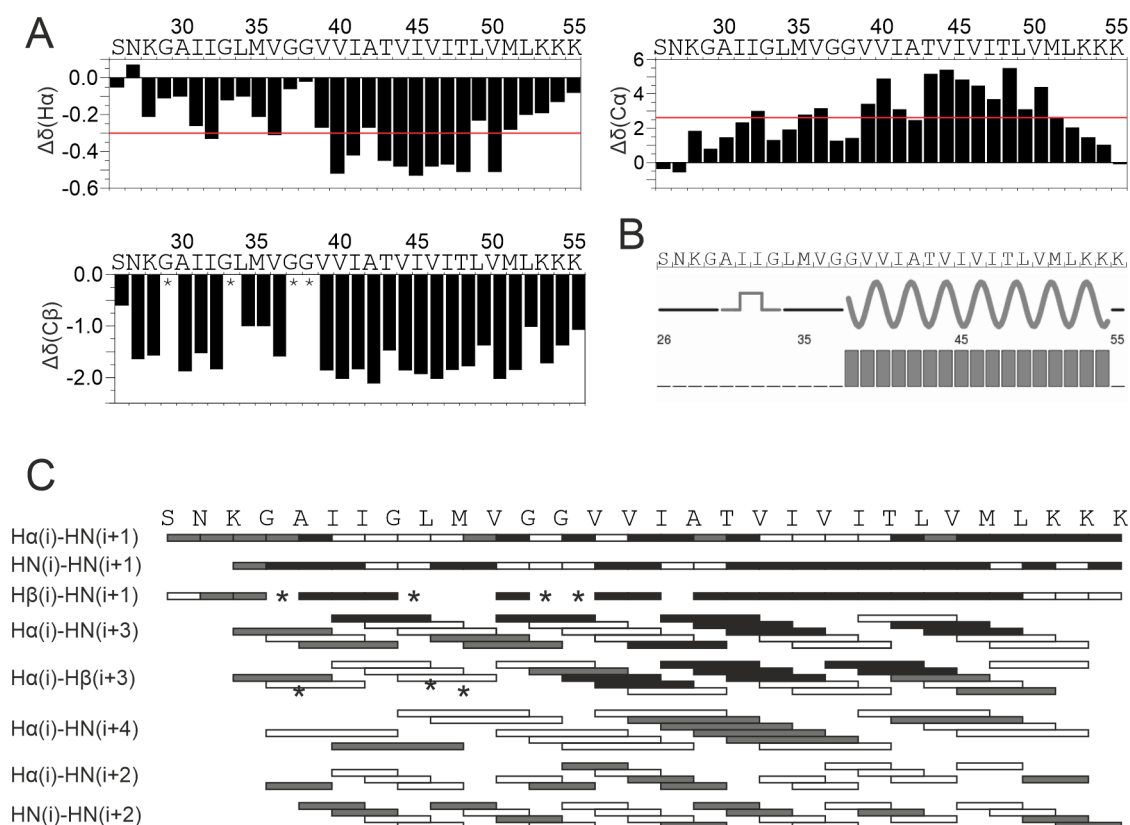 A
30 35 40 45 50 55
SNKGAIIGLMVGGVVIATVIVITLVMLKKK
0.0
-0.2
-0.4
-0.6
Δδ(Hα)
30 35 40 45 50 55
SNKGAIIGLMVGGVVIATVIVITLVMLKKK
6
4
2
0
Δδ(Cα)
30 35 40 45 50 55
SNKGAIIGLMVGGVVIATVIVITLVMLKKK
0.0
-1.0
-2.0
Δδ(Cβ)
* * * *
B
SNKGAIIGLMVGGVVIATVIVITLVMLKKK
26 35 45 55
C
S N K G A I I G L M V G G V V I A T V I V I T L V M L K K K
Hα(i)-HN(i+1)
HN(i)-HN(i+1)
Hβ(i)-HN(i+1) * * * *
Hα(i)-HN(i+3)
Hα(i)-Hβ(i+3)
* * *
Hα(i)-HN(i+4)
Hα(i)-HN(i+2)
HN(i)-HN(i+2)